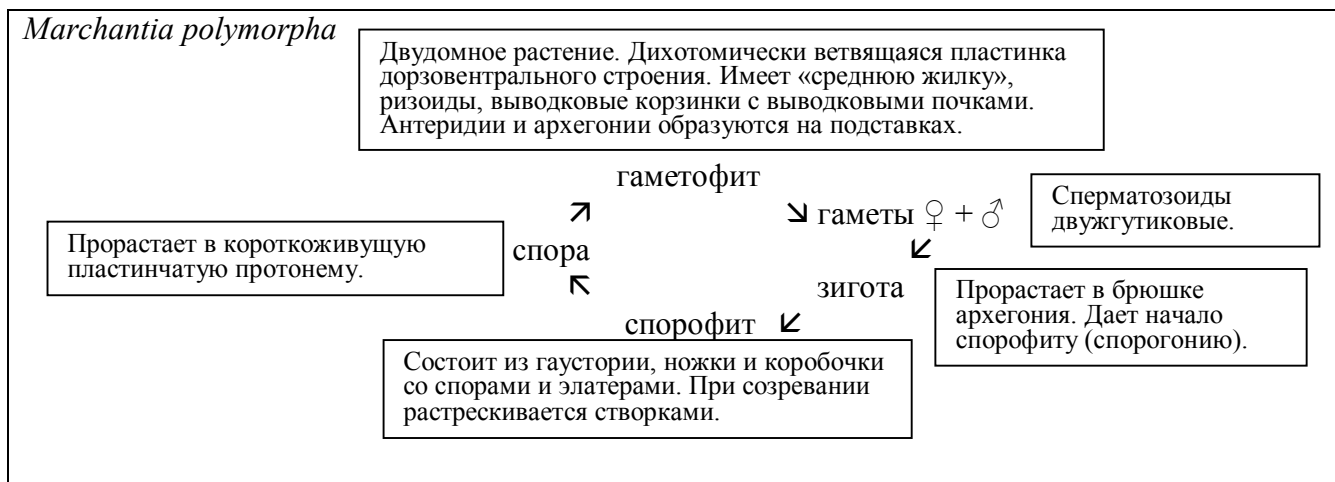 Marchantia polymorpha
Двудомное растение. Дихотомически ветвящаяся пластинка
дорзовентрального строения. Имеет «среднюю жилку»,
ризоиды, выводковые корзинки с выводковыми почками.
Антеридии и архегонии образуются на подставках.
гаметофит
гаметы ♀ + ♂
Сперматозоиды
двужгутиковые.
Прорастает в короткоживущую
пластинчатую протонему.
спора
зигота
Прорастает в брюшке
архегония. Дает начало
спорофиту (спорогонию).
спорофит
Состоит из гаустории, ножки и коробочки
со спорами и элатерами. При созревании
растрескивается створками.